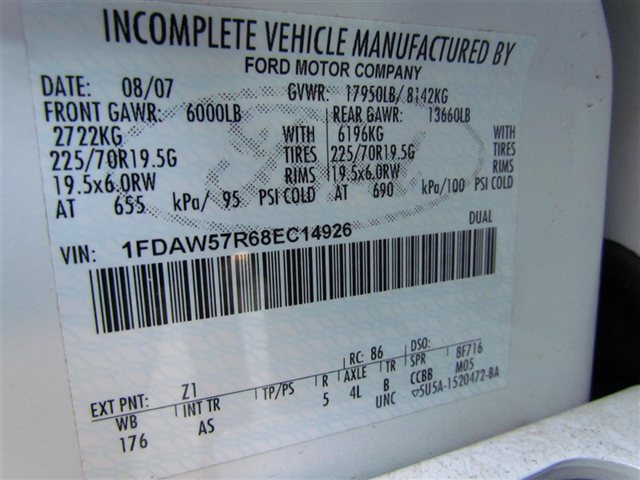 INCOMPLETE VEHICLE MANUFACTURED BY
FORD MOTOR COMPANY
DATE: 08/07 GVWR: 17950LB/ 8142KG
FRONT GAWR: 6000LB REAR GAWR: 13660LB
2722KG WITH 6196KG WITH
225/70R19.5G TIRES 225/70R19.5G TIRES
19.5x6.0RW RIMS 19.5x6.0RW RIMS
AT 655 kPa/ 95 PSI COLD AT 690 kPa/100 PSI COLD
DUAL
VIN: 1FDAW57R68EC14926
EXT PNT: Z1 RC: 86 DSO: 8F716
WB INT TR TP/PS R AXLE TR SPR M05
176 AS 5 4L B CCBB
UNC ▽5U5A-1520472-BA